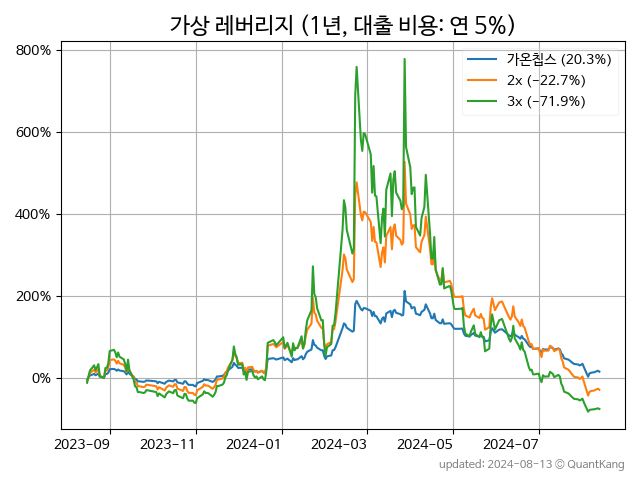 가상 레버리지 (1년, 대출 비용: 연 5%)
800%
600%
400%
200%
0%
가온칩스 (20.3%)
2x (-22.7%)
3x (-71.9%)
2023-09 2023-11 2024-01 2024-03 2024-05 2024-07
updated: 2024-08-13 © QuantKang